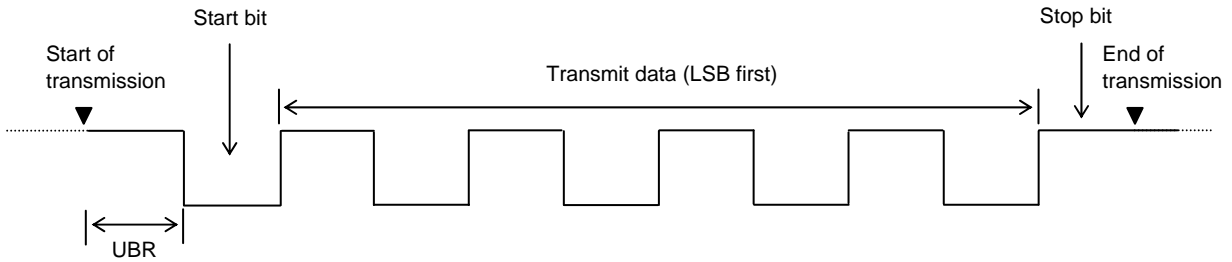 Start bit
Stop bit
Start of
transmission
Transmit data (LSB first)
End of
transmission
UBR